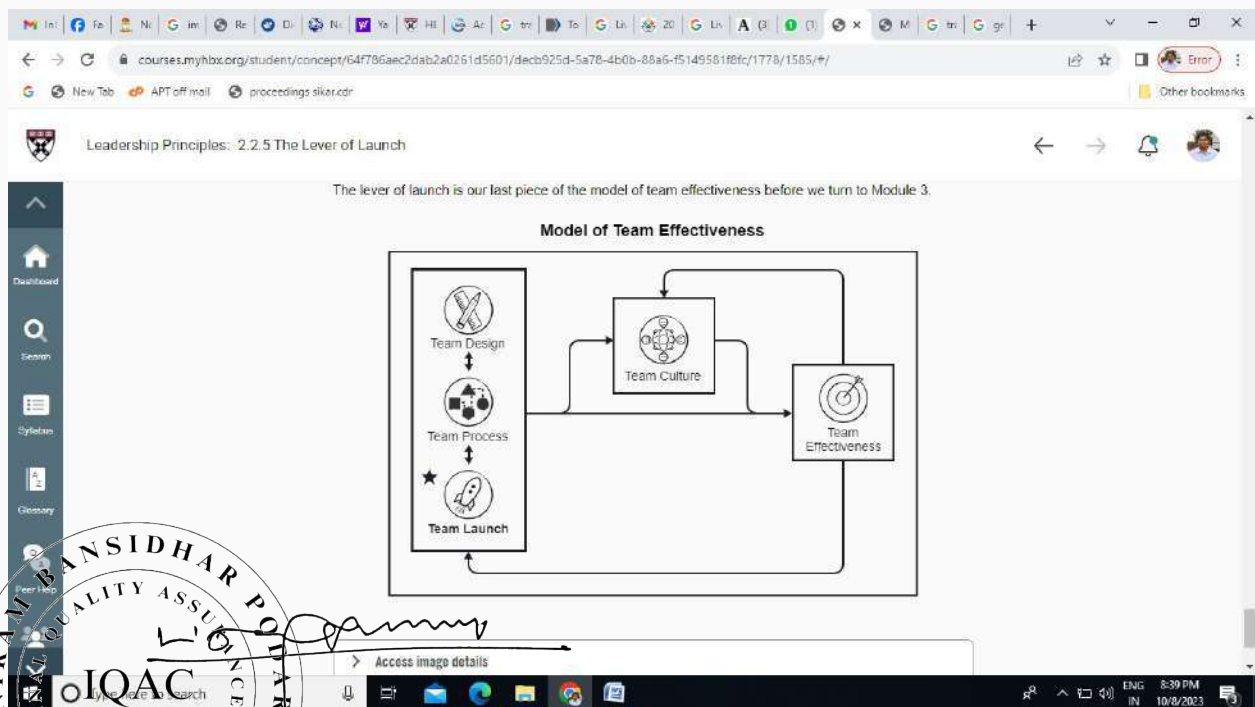 courses.myhbx.org/student/concept/64f786aec2dab2a0261d5601/decb925d-5a78-4b0b-88a6-f5149581f8fc/1778/1585/#/
Error
New Tab
APT off mail
proceedings sikar.cdr
Other bookmarks
Leadership Principles: 2.2.5 The Lever of Launch
The lever of launch is our last piece of the model of team effectiveness before we turn to Module 3.
Model of Team Effectiveness
Dashboard
Search
Syllabus
Glossary
Peer Help
Team Design
Team Process
Team Launch
Team Culture
Team
Effectiveness
Access image details
BANSIDHAR PODAR
QUALITY ASSURANCE
IQAC
Type here to search
ENG
IN
8:39 PM
10/8/2023